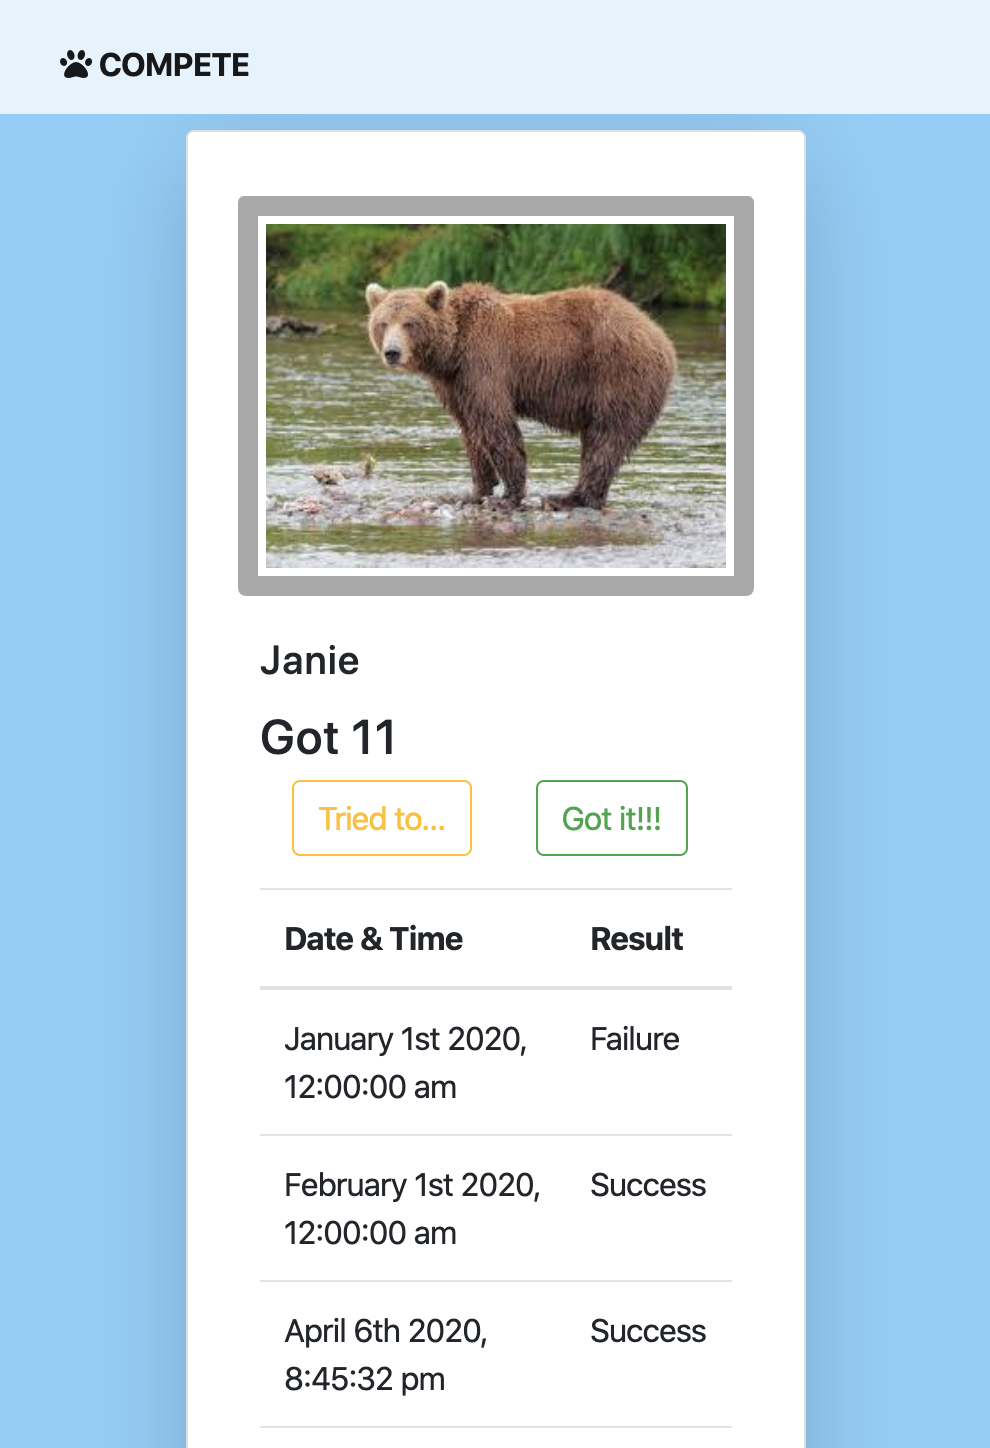 COMPETE
Janie
Got 11
Tried to... Got it!!!
Date & Time Result
January 1st 2020, Failure
12:00:00 am
February 1st 2020, Success
12:00:00 am
April 6th 2020, Success
8:45:32 pm